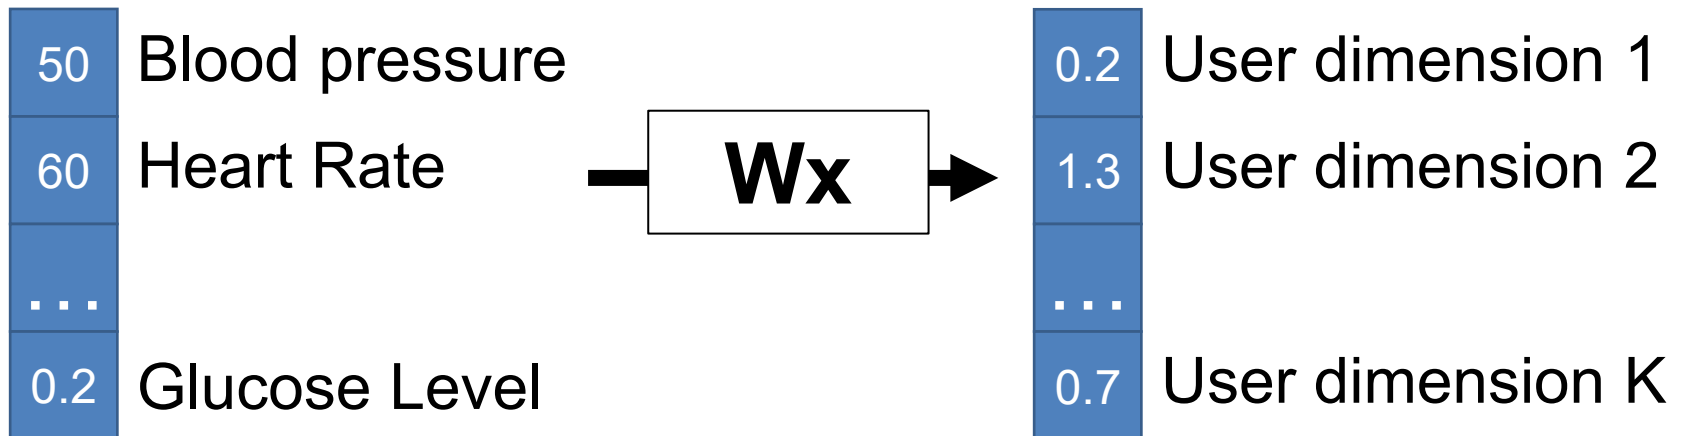 50 Blood pressure 0.2 User dimension 1
60 Heart Rate Wx 1.3 User dimension 2
... ...
0.2 Glucose Level 0.7 User dimension K